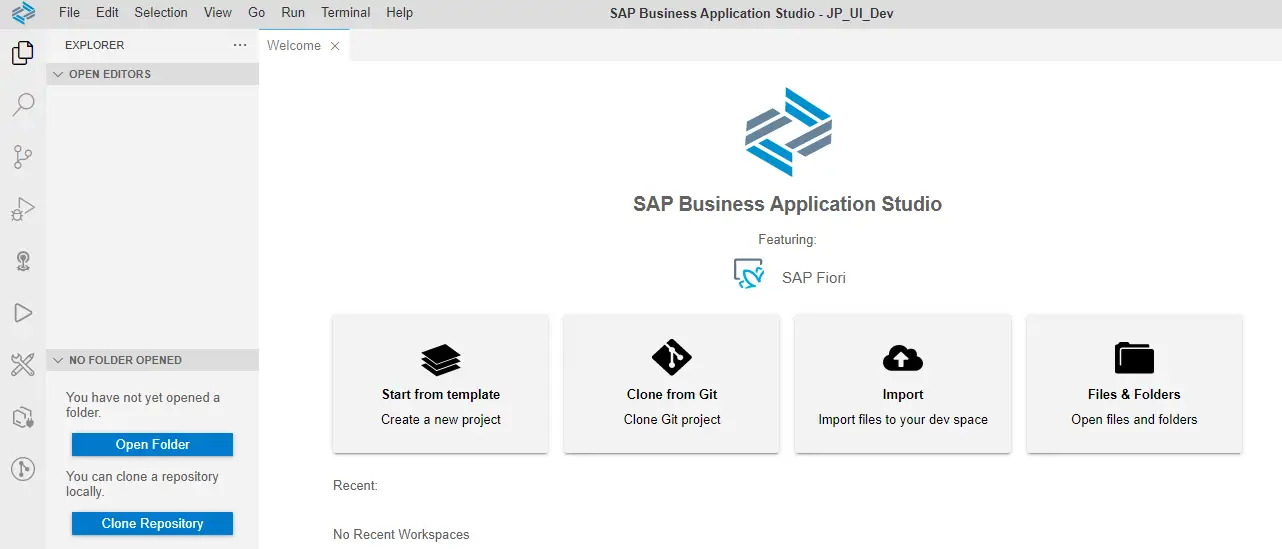 File Edit Selection View Go Run Terminal Help
SAP Business Application Studio - JP_UI_Dev
EXPLORER
Welcome
OPEN EDITORS
SAP Business Application Studio
Featuring:
SAP Fiori
Start from template
Create a new project
Clone from Git
Clone Git project
Import
Import files to your dev space
Files & Folders
Open files and folders
NO FOLDER OPENED
You have not yet opened a
folder.
Open Folder
You can clone a repository
locally.
Clone Repository
Recent:
No Recent Workspaces